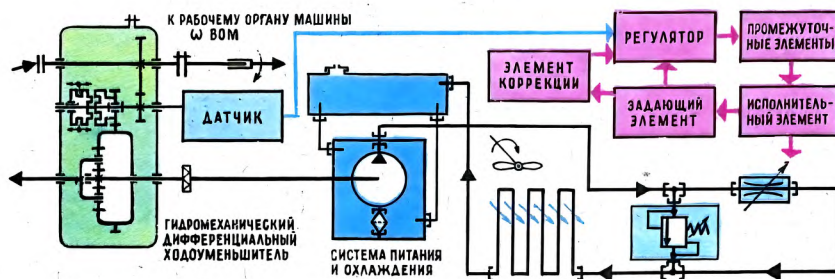 К РАБОЧЕМУ ОРГАНУ МАШИНЫ
ω ВОМ
ДАТЧИК
ГИДРОМЕХАНИЧЕСКИЙ
ДИФФЕРЕНЦИАЛЬНЫЙ
ХОДОУМЕНЬШИТЕЛЬ
СИСТЕМА ПИТАНИЯ
И ОХЛАЖДЕНИЯ
ЭЛЕМЕНТ
КОРРЕКЦИИ
РЕГУЛЯТОР
ЗАДАЮЩИЙ
ЭЛЕМЕНТ
ПРОМЕЖУТОЧ-
НЫЕ ЭЛЕМЕНТЫ
ИСПОЛНИТЕЛЬ-
НЫЙ ЭЛЕМЕНТ